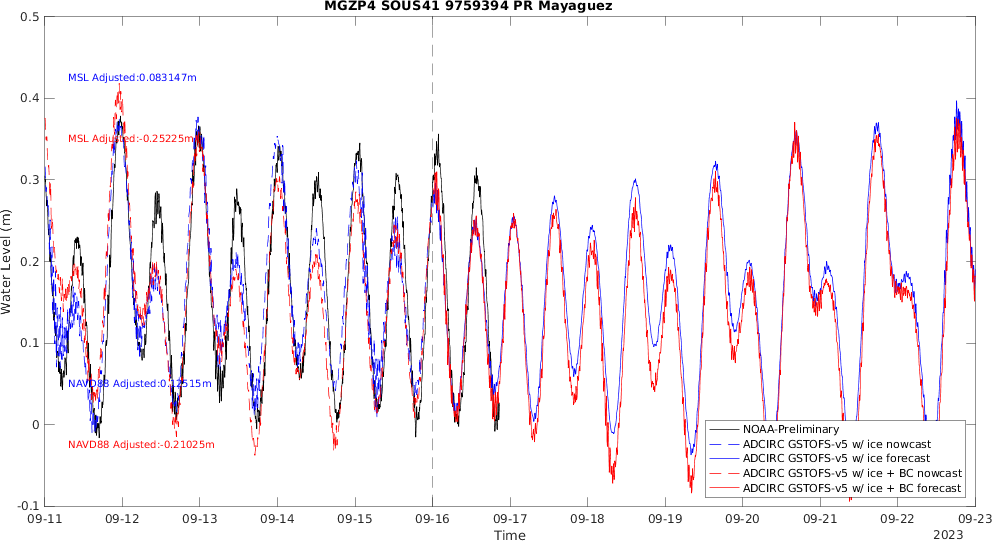 MGZP4 SOUS41 9759394 PR Mayaguez
0.5
0.4
0.3
0.2
0.1
0
-0.1
Water Level (m)
MSL Adjusted:0.083147m
MSL Adjusted:-0.25225m
NAVD88 Adjusted:0.12515m
NAVD88 Adjusted:-0.21025m
NOAA-Preliminary
ADCIRC GSTOFS-v5 w/ ice nowcast
ADCIRC GSTOFS-v5 w/ ice forecast
ADCIRC GSTOFS-v5 w/ ice + BC nowcast
ADCIRC GSTOFS-v5 w/ ice + BC forecast
09-11 09-12 09-13 09-14 09-15 09-16 09-17 09-18 09-19 09-20 09-21 09-22 09-23
Time
2023